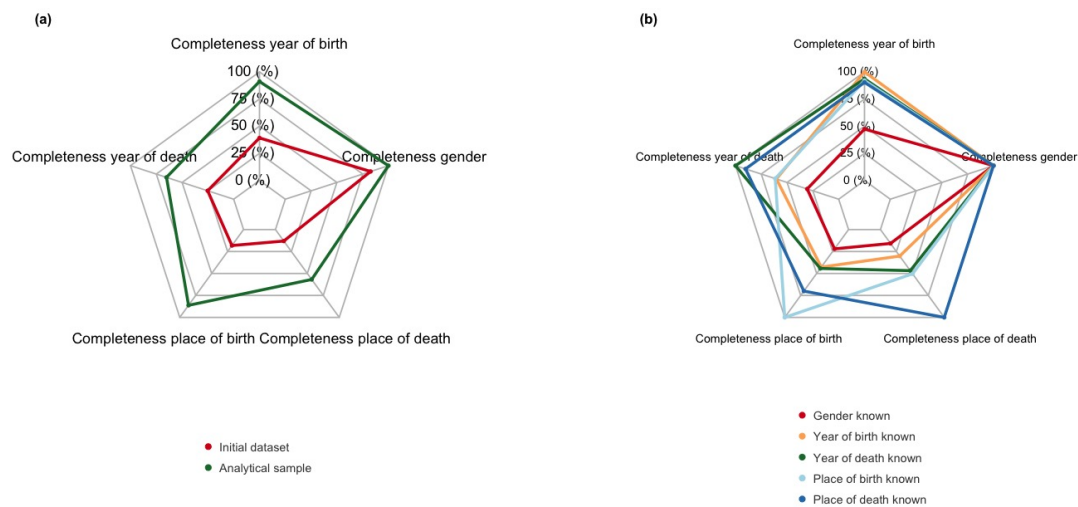 (a)
Completeness year of birth
100 (%)
75 (%)
50 (%)
25 (%)
0 (%)
Completeness year of death
Completeness gender
Completeness place of birth
Completeness place of death
Initial dataset
Analytical sample
(b)
Completeness year of birth
100 (%)
75 (%)
50 (%)
25 (%)
0 (%)
Completeness year of death
Completeness gender
Completeness place of birth
Completeness place of death
Gender known
Year of birth known
Year of death known
Place of birth known
Place of death known